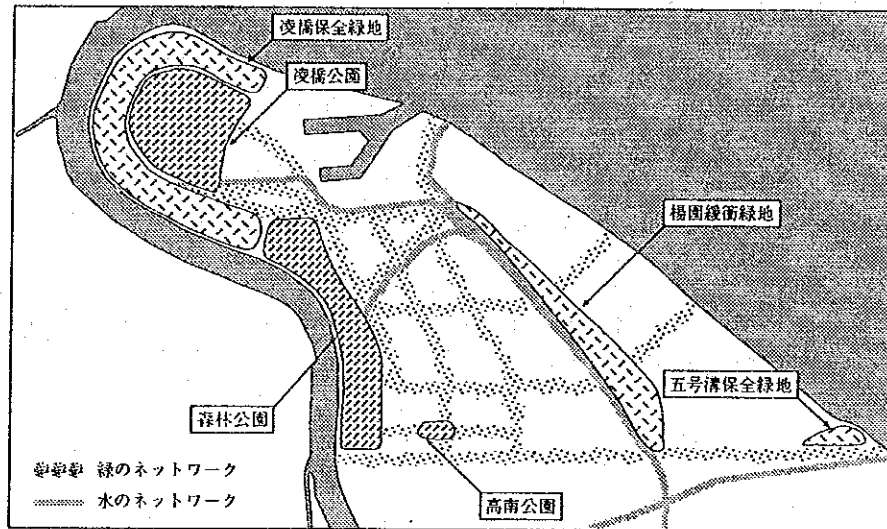 凌橋保全緑地
凌橋公園
楊園緩衝緑地
五号溝保全緑地
森林公園
高南公園
緑のネットワーク
水のネットワーク